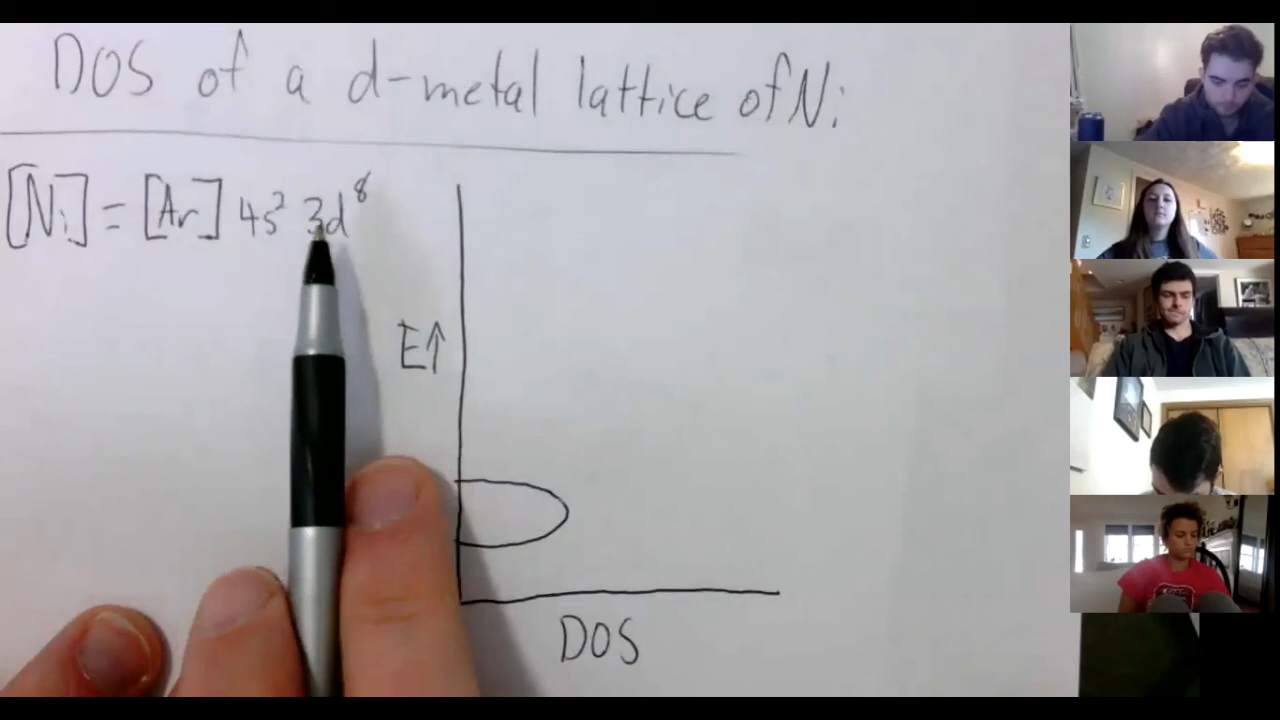 DOS of a d-metal lattice of Ni
[Ni] = [Ar] 4s² 3d⁸
E↑
DOS